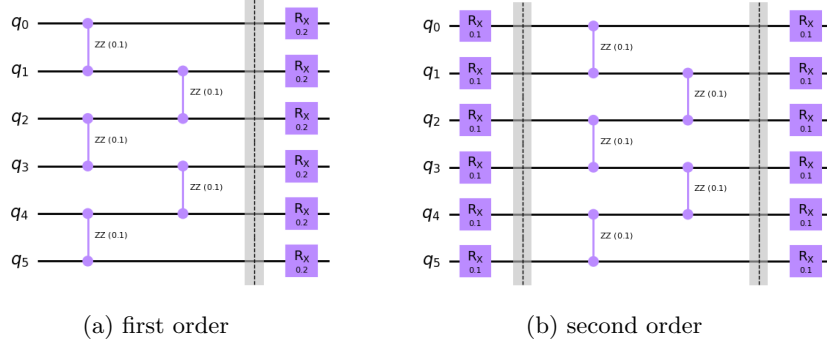 q0 RX 0.2 RX 0.1 q0
ZZ (0.1) ZZ (0.1)
q1 RX 0.2 q1 RX 0.1 RX 0.1
ZZ (0.1) ZZ (0.1)
q2 RX 0.2 q2 RX 0.1 RX 0.1
ZZ (0.1) ZZ (0.1)
q3 RX 0.2 q3 RX 0.1 RX 0.1
ZZ (0.1) ZZ (0.1)
q4 RX 0.2 q4 RX 0.1 RX 0.1
ZZ (0.1) ZZ (0.1)
q5 RX 0.2 q5 RX 0.1 RX 0.1
(a) first order
(b) second order